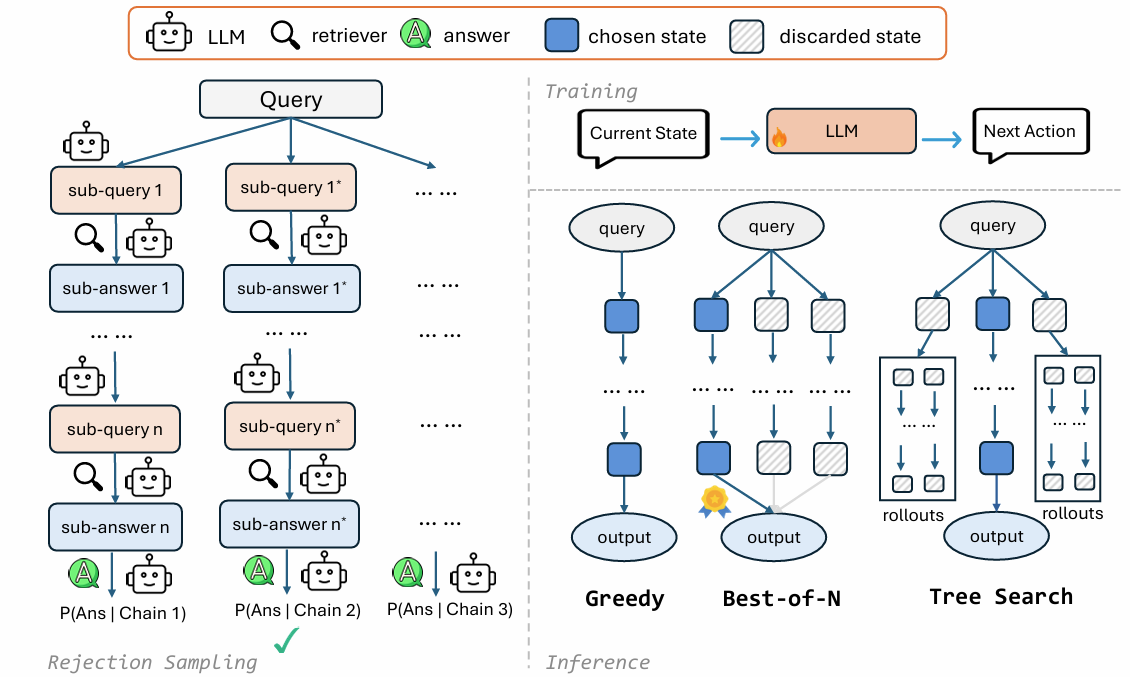 LLM retriever answer chosen state discarded state
Query
sub-query 1 sub-query 1* ... ...
sub-answer 1 sub-answer 1* ... ...
... ... ... ... ... ...
sub-query n sub-query n* ... ...
sub-answer n sub-answer n* ... ...
A A A
P(Ans | Chain 1) P(Ans | Chain 2) P(Ans | Chain 3)
Rejection Sampling
Training
Current State LLM Next Action
query query query
... ... ... ... ... ... ... ... ... ... ... ... ... ...
rollouts rollouts
output output output
Greedy Best-of-N Tree Search
Inference